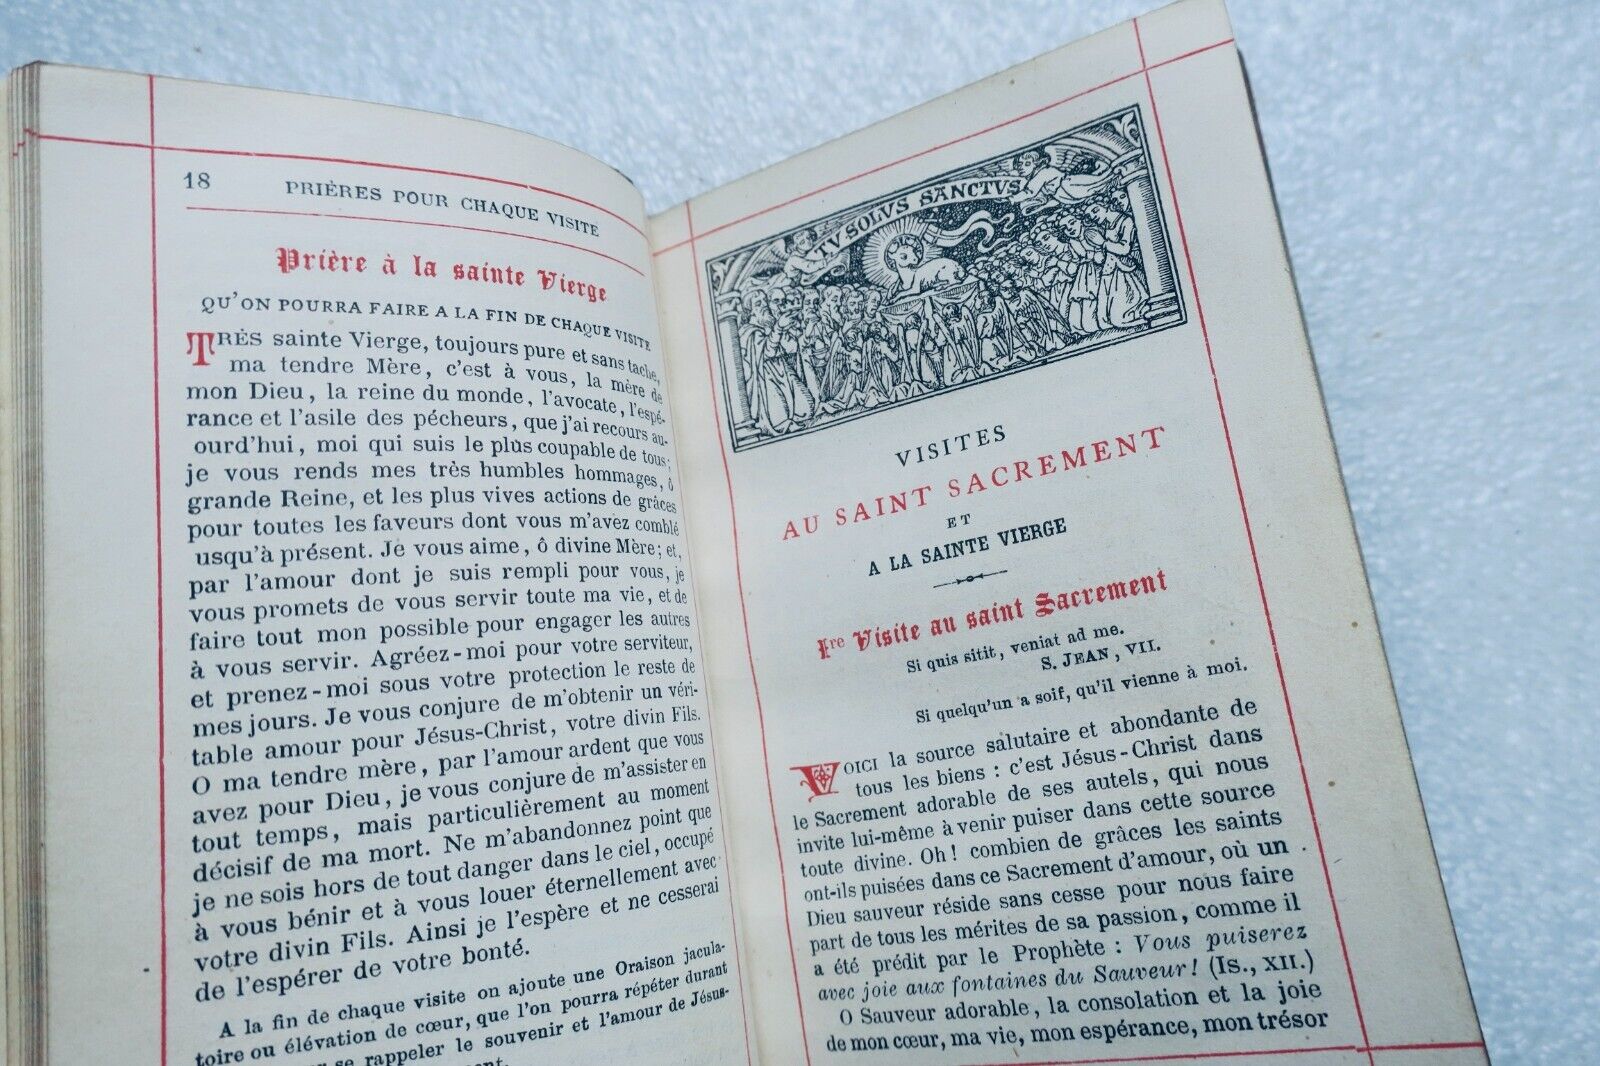 18 PRIÈRES POUR CHAQUE VISITE
Prière à la sainte Vierge
QU'ON POURRA FAIRE A LA FIN DE CHAQUE VISITE
TRÈS sainte Vierge, toujours pure et sans tache,
ma tendre Mère, c'est à vous, la mère de
mon Dieu, la reine du monde, l'avocate, l'espé-
rance et l'asile des pécheurs, que j'ai recours au-
ourd'hui, moi qui suis le plus coupable de tous;
je vous rends mes très humbles hommages, ô
grande Reine, et les plus vives actions de grâces
pour toutes les faveurs dont vous m'avez comblé
usqu'à présent. Je vous aime, ô divine Mère; et,
par l'amour dont je suis rempli pour vous, je
vous promets de vous servir toute ma vie, et de
faire tout mon possible pour engager les autres
à vous servir. Agréez-moi pour votre serviteur,
et prenez-moi sous votre protection le reste de
mes jours. Je vous conjure de m'obtenir un véri-
table amour pour Jésus-Christ, votre divin Fils.
O ma tendre mère, par l'amour ardent que vous
avez pour Dieu, je vous conjure de m'assister en
tout temps, mais particulièrement au moment
décisif de ma mort. Ne m'abandonnez point que
je ne sois hors de tout danger dans le ciel, occupé
à vous bénir et à vous louer éternellement avec
votre divin Fils. Ainsi je l'espère et ne cesserai
de l'espérer de votre bonté.
A la fin de chaque visite on ajoute une Oraison jacula-
toire ou élévation de cœur, que l'on pourra répéter durant
se rappeler le souvenir et l'amour de Jésus-
TV SOLVS SANCTVS
VISITES
AU SAINT SACREMENT
ET
A LA SAINTE VIERGE
Ire Visite au saint Sacrement
Si quis sitit, veniat ad me.
S. JEAN, VII.
Si quelqu'un a soif, qu'il vienne à moi.
VOICI la source salutaire et abondante de
tous les biens : c'est Jésus-Christ dans
le Sacrement adorable de ses autels, qui nous
invite lui-même à venir puiser dans cette source
toute divine. Oh! combien de grâces les saints
ont-ils puisées dans ce Sacrement d'amour, où un
Dieu sauveur réside sans cesse pour nous faire
part de tous les mérites de sa passion, comme il
a été prédit par le Prophète : Vous puiserez
avec joie aux fontaines du Sauveur! (IS., XII.)
O Sauveur adorable, la consolation et la joie
de mon cœur, ma vie, mon espérance, mon trésor